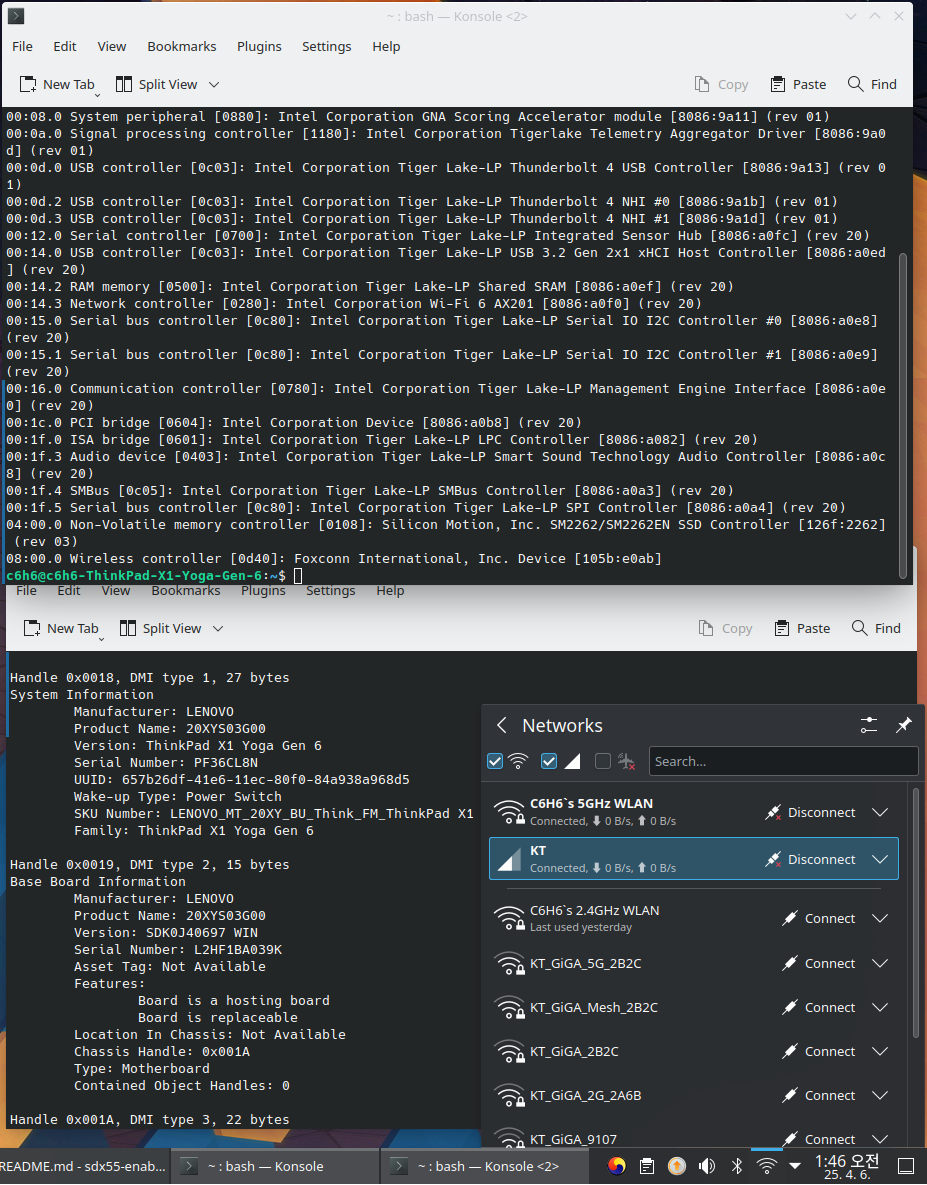 ~ : bash — Konsole <2>
File Edit View Bookmarks Plugins Settings Help
New Tab Split View Copy Paste Find
00:08.0 System peripheral [0880]: Intel Corporation GNA Scoring Accelerator module [8086:9a11] (rev 01)
00:0a.0 Signal processing controller [1180]: Intel Corporation Tigerlake Telemetry Aggregator Driver [8086:9a0
d] (rev 01)
00:0d.0 USB controller [0c03]: Intel Corporation Tiger Lake-LP Thunderbolt 4 USB Controller [8086:9a13] (rev 0
1)
00:0d.2 USB controller [0c03]: Intel Corporation Tiger Lake-LP Thunderbolt 4 NHI #0 [8086:9a1b] (rev 01)
00:0d.3 USB controller [0c03]: Intel Corporation Tiger Lake-LP Thunderbolt 4 NHI #1 [8086:9a1d] (rev 01)
00:12.0 Serial controller [0700]: Intel Corporation Tiger Lake-LP Integrated Sensor Hub [8086:a0fc] (rev 20)
00:14.0 USB controller [0c03]: Intel Corporation Tiger Lake-LP USB 3.2 Gen 2x1 xHCI Host Controller [8086:a0ed
] (rev 20)
00:14.2 RAM memory [0500]: Intel Corporation Tiger Lake-LP Shared SRAM [8086:a0ef] (rev 20)
00:14.3 Network controller [0280]: Intel Corporation Wi-Fi 6 AX201 [8086:a0f0] (rev 20)
00:15.0 Serial bus controller [0c80]: Intel Corporation Tiger Lake-LP Serial IO I2C Controller #0 [8086:a0e8]
(rev 20)
00:15.1 Serial bus controller [0c80]: Intel Corporation Tiger Lake-LP Serial IO I2C Controller #1 [8086:a0e9]
(rev 20)
00:16.0 Communication controller [0780]: Intel Corporation Tiger Lake-LP Management Engine Interface [8086:a0e
0] (rev 20)
00:1c.0 PCI bridge [0604]: Intel Corporation Device [8086:a0b8] (rev 20)
00:1f.0 ISA bridge [0601]: Intel Corporation Tiger Lake-LP LPC Controller [8086:a082] (rev 20)
00:1f.3 Audio device [0403]: Intel Corporation Tiger Lake-LP Smart Sound Technology Audio Controller [8086:a0c
8] (rev 20)
00:1f.4 SMBus [0c05]: Intel Corporation Tiger Lake-LP SMBus Controller [8086:a0a3] (rev 20)
00:1f.5 Serial bus controller [0c80]: Intel Corporation Tiger Lake-LP SPI Controller [8086:a0a4] (rev 20)
04:00.0 Non-Volatile memory controller [0108]: Silicon Motion, Inc. SM2262/SM2262EN SSD Controller [126f:2262]
(rev 03)
08:00.0 Wireless controller [0d40]: Foxconn International, Inc. Device [105b:e0ab]
c6h6@c6h6-ThinkPad-X1-Yoga-Gen-6:~$
File Edit View Bookmarks Plugins Settings Help
New Tab Split View Copy Paste Find
Handle 0x0018, DMI type 1, 27 bytes
System Information
Manufacturer: LENOVO
Product Name: 20XYS03G00
Version: ThinkPad X1 Yoga Gen 6
Serial Number: PF36CL8N
UUID: 657b26df-41e6-11ec-80f0-84a938a968d5
Wake-up Type: Power Switch
SKU Number: LENOVO_MT_20XY_BU_Think_FM_ThinkPad X1
Family: ThinkPad X1 Yoga Gen 6
Handle 0x0019, DMI type 2, 15 bytes
Base Board Information
Manufacturer: LENOVO
Product Name: 20XYS03G00
Version: SDK0J40697 WIN
Serial Number: L2HF1BA039K
Asset Tag: Not Available
Features:
Board is a hosting board
Board is replaceable
Location In Chassis: Not Available
Chassis Handle: 0x001A
Type: Motherboard
Contained Object Handles: 0
Handle 0x001A, DMI type 3, 22 bytes
Networks
Search...
C6H6`s 5GHz WLAN
Connected, ⬇ 0 B/s, ⬆ 0 B/s
Disconnect
KT
Connected, ⬇ 0 B/s, ⬆ 0 B/s
Disconnect
C6H6`s 2.4GHz WLAN
Last used yesterday
Connect
KT_GiGA_5G_2B2C Connect
KT_GiGA_Mesh_2B2C Connect
KT_GiGA_2B2C Connect
KT_GiGA_2G_2A6B Connect
KT_GiGA_9107 Connect
README.md - sdx55-enab... ~ : bash — Konsole ~ : bash — Konsole <2> 1:46 오전
25. 4. 6.